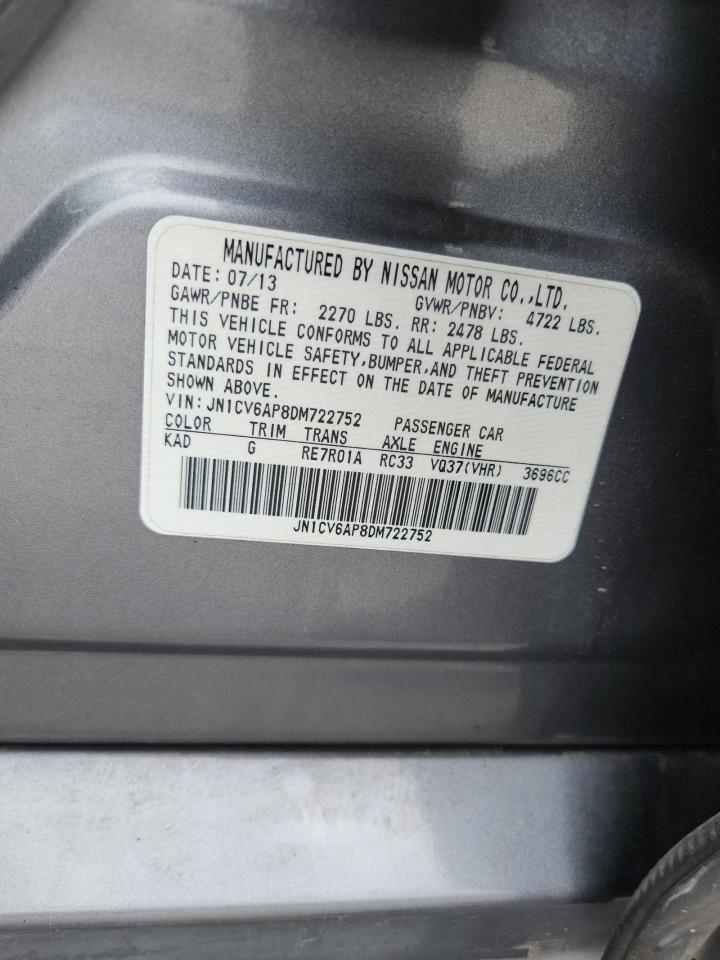 MANUFACTURED BY NISSAN MOTOR CO.,LTD.
DATE: 07/13 GVWR/PNBV: 4722 LBS.
GAWR/PNBE FR: 2270 LBS. RR: 2478 LBS.
THIS VEHICLE CONFORMS TO ALL APPLICABLE FEDERAL
MOTOR VEHICLE SAFETY,BUMPER,AND THEFT PREVENTION
STANDARDS IN EFFECT ON THE DATE OF MANUFACTURE
SHOWN ABOVE.
VIN:JN1CV6AP8DM722752 PASSENGER CAR
COLOR TRIM TRANS AXLE ENGINE
KAD G RE7R01A RC33 VQ37(VHR) 3696CC
JN1CV6AP8DM722752